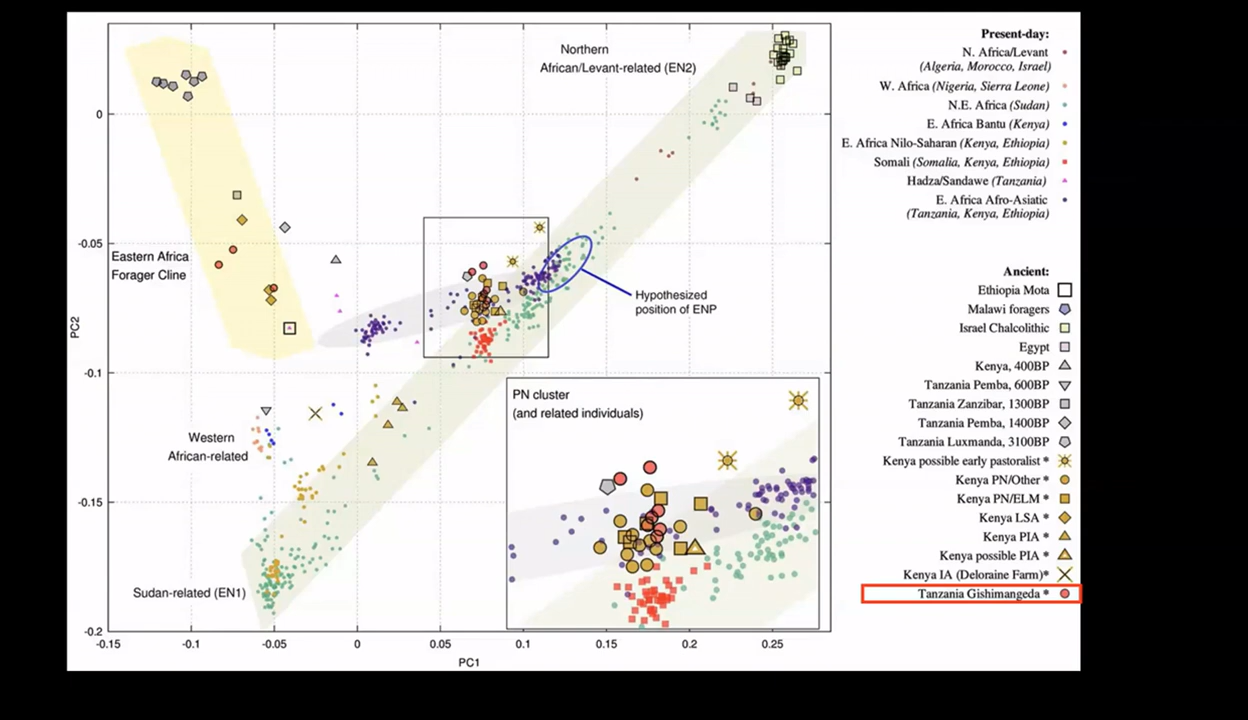 Northern
African/Levant-related (EN2)
Eastern Africa
Forager Cline
Hypothesized
position of ENP
Western
African-related
Sudan-related (EN1)
PN cluster
(and related individuals)
0
-0.05
-0.1
-0.15
-0.2
PC2
-0.15
-0.1
-0.05
0
0.05
0.1
0.15
0.2
0.25
PC1
Present-day:
N. Africa/Levant
(Algeria, Morocco, Israel)
W. Africa (Nigeria, Sierra Leone)
N.E. Africa (Sudan)
E. Africa Bantu (Kenya)
E. Africa Nilo-Saharan (Kenya, Ethiopia)
Somali (Somalia, Kenya, Ethiopia)
Hadza/Sandawe (Tanzania)
E. Africa Afro-Asiatic
(Tanzania, Kenya, Ethiopia)
Ancient:
Ethiopia Mota
Malawi foragers
Israel Chalcolithic
Egypt
Kenya, 400BP
Tanzania Pemba, 600BP
Tanzania Zanzibar, 1300BP
Tanzania Pemba, 1400BP
Tanzania Luxmanda, 3100BP
Kenya possible early pastoralist *
Kenya PN/Other *
Kenya PN/ELM *
Kenya LSA *
Kenya PIA *
Kenya possible PIA *
Kenya IA (Deloraine Farm)*
Tanzania Gishimangeda *